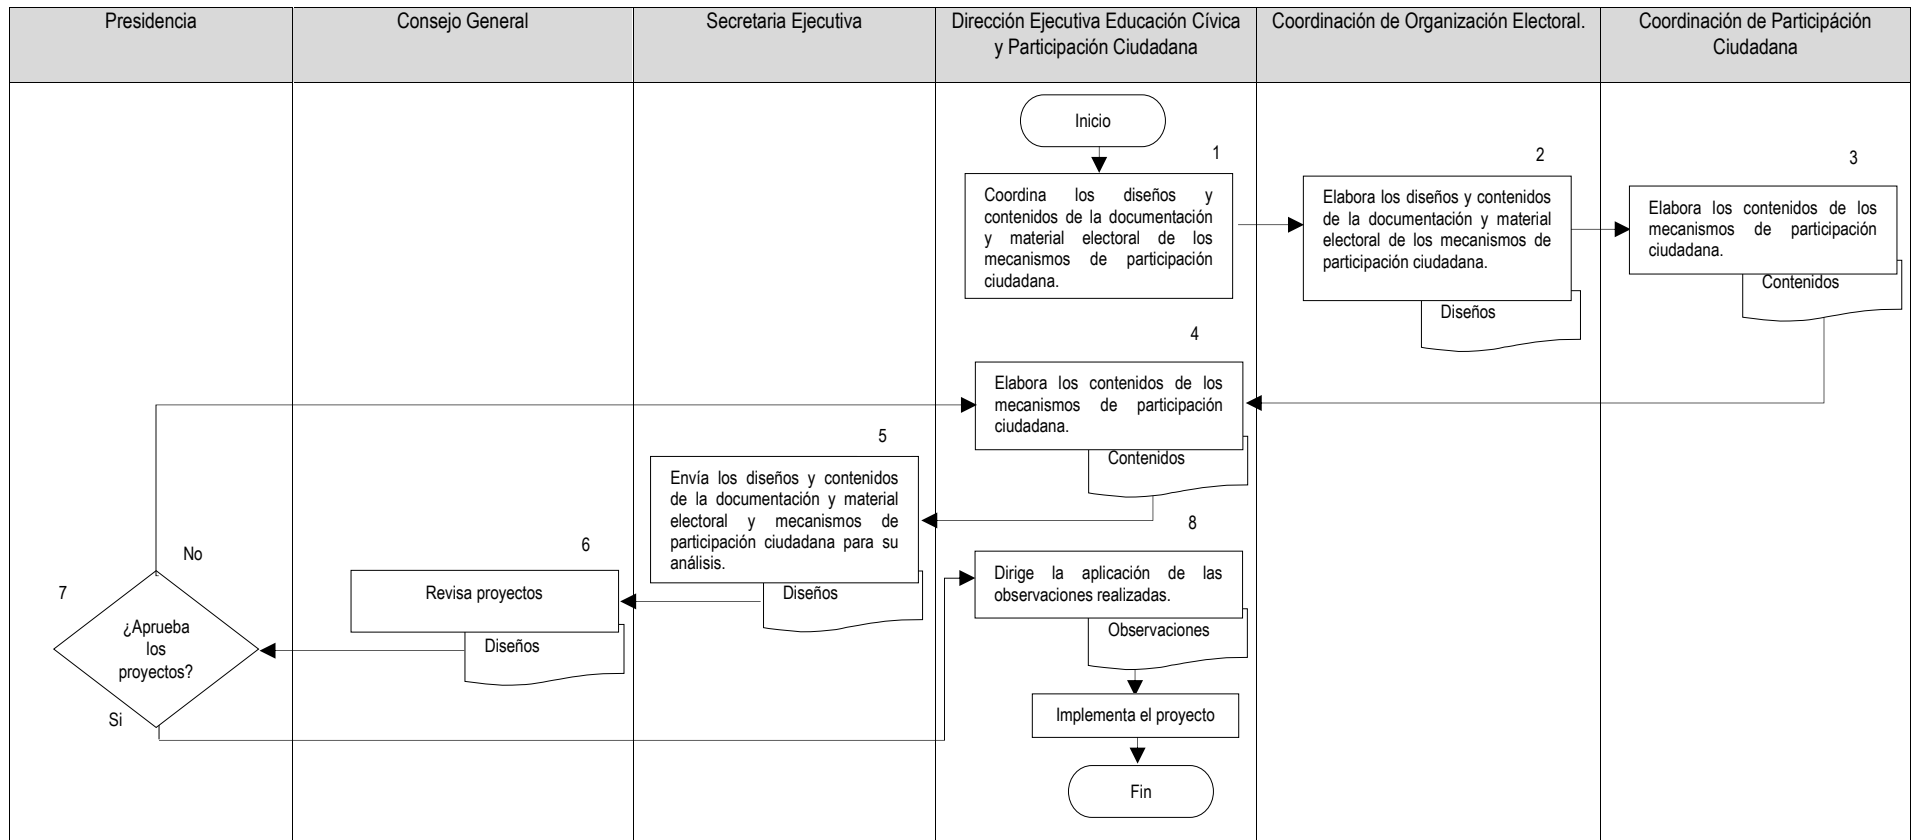 Presidencia
Consejo General
Secretaria Ejecutiva
Dirección Ejecutiva Educación Cívica
y Participación Ciudadana
Coordinación de Organización Electoral.
Coordinación de Participáción
Ciudadana
Inicio
1
Coordina los diseños y
contenidos de la documentación
y material electoral de los
mecanismos de participación
ciudadana.
2
Elabora los diseños y contenidos
de la documentación y material
electoral de los mecanismos de
participación ciudadana.
Diseños
3
Elabora los contenidos de los
mecanismos de participación
ciudadana.
Contenidos
4
Elabora los contenidos de los
mecanismos de participación
ciudadana.
Contenidos
5
Envía los diseños y contenidos
de la documentación y material
electoral y mecanismos de
participación ciudadana para su
análisis.
Diseños
6
Revisa proyectos
Diseños
7
¿Aprueba
los
proyectos?
No
Si
8
Dirige la aplicación de las
observaciones realizadas.
Observaciones
Implementa el proyecto
Fin